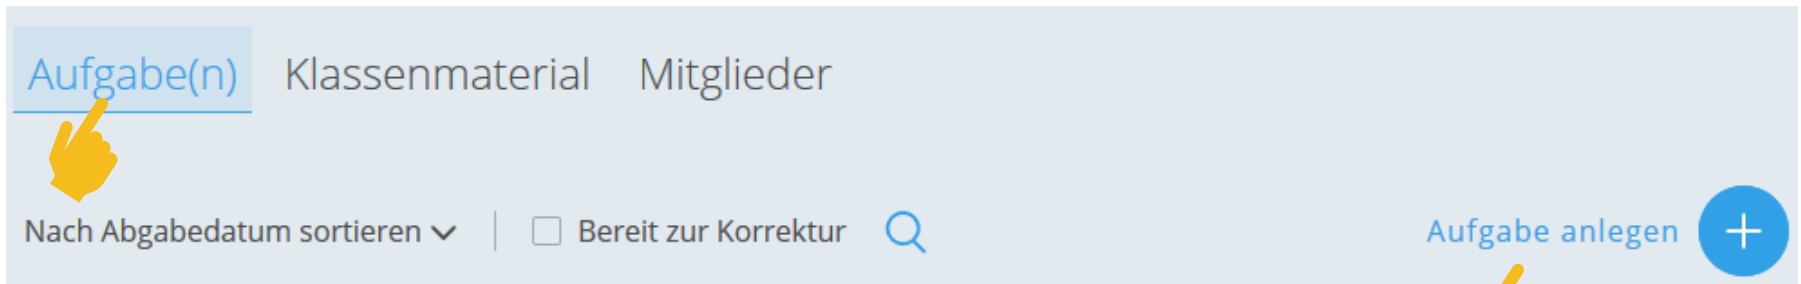 Aufgabe(n) Klassenmaterial Mitglieder
Nach Abgabedatum sortieren Bereit zur Korrektur Aufgabe anlegen